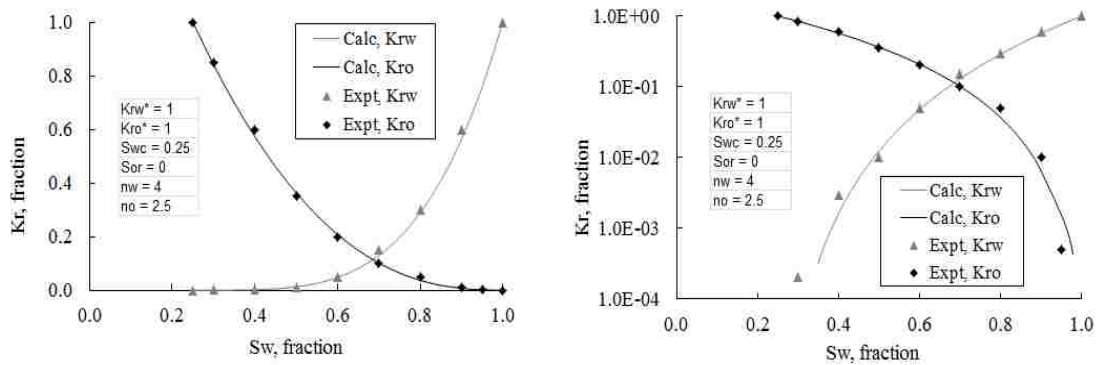 1.0
0.8
0.6
0.4
0.2
0.0
Kr, fraction
Krw* = 1
Kro* = 1
Swc = 0.25
Sor = 0
nw = 4
no = 2.5
Calc, Krw
Calc, Kro
Expt, Krw
Expt, Kro
0.0 0.2 0.4 0.6 0.8 1.0
Sw, fraction
1.0E+00
1.0E-01
1.0E-02
1.0E-03
1.0E-04
Kr, fraction
Krw* = 1
Kro* = 1
Swc = 0.25
Sor = 0
nw = 4
no = 2.5
Calc, Krw
Calc, Kro
Expt, Krw
Expt, Kro
0.0 0.2 0.4 0.6 0.8 1.0
Sw, fraction